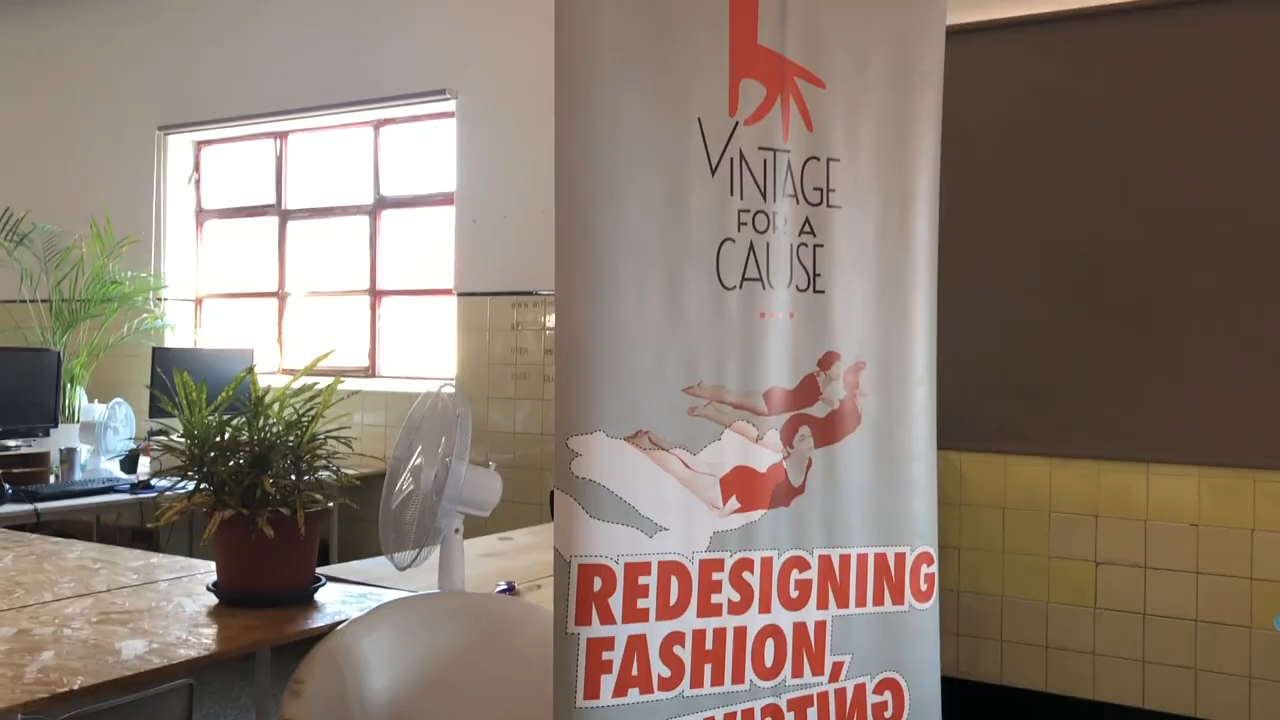 VINTAGE
FOR A
CAUSE
REDESIGNING
FASHION,